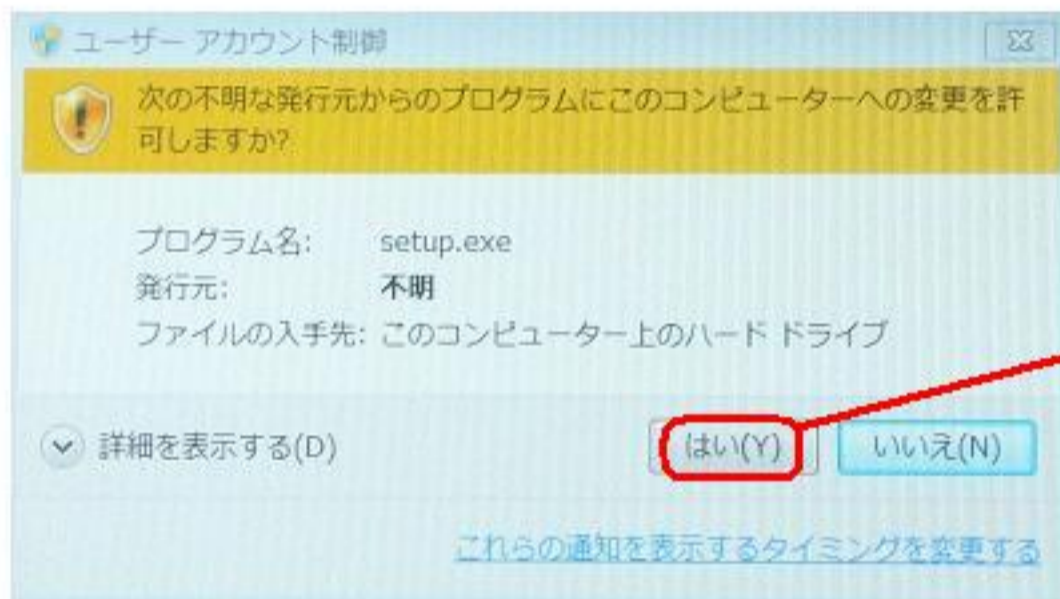 ユーザー アカウント制御
次の不明な発行元からのプログラムにこのコンピューターへの変更を許
可しますか?
プログラム名: setup.exe
発行元: 不明
ファイルの入手先: このコンピューター上のハード ドライブ
詳細を表示する(D) はい(Y) いいえ(N)
これらの通知を表示するタイミングを変更する